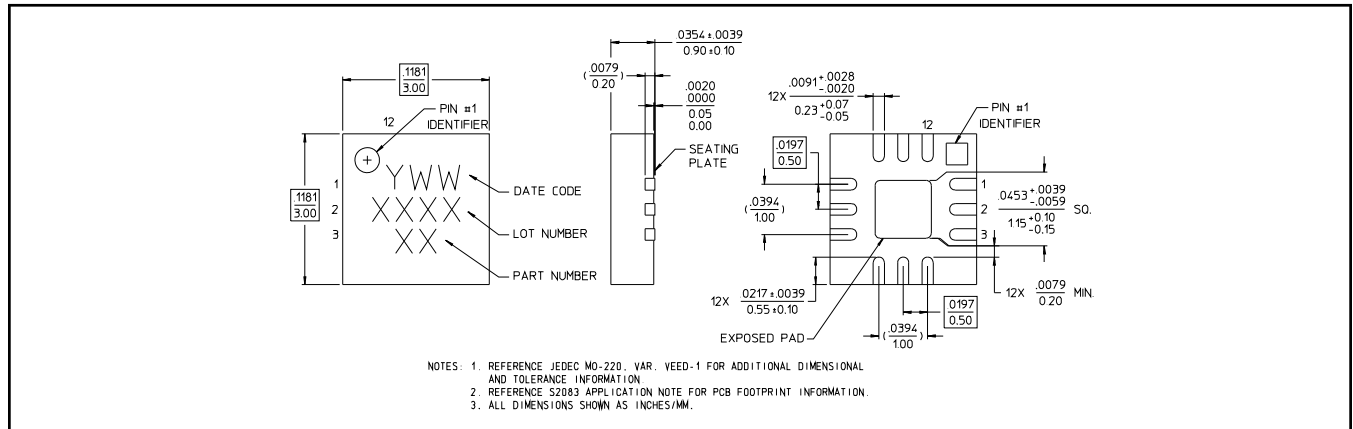 .1181
3.00
PIN #1
IDENTIFIER
12
.1181
3.00
1
2
3
YWW
XXXX
XX
DATE CODE
LOT NUMBER
PART NUMBER
.0354 ±.0039
0.90 ±0.10
(.0079
0.20)
.0020
.0000
0.05
0.00
SEATING
PLATE
12X .0091 +.0028 -.0020
0.23 +0.07 -0.05
12
PIN #1
IDENTIFIER
.0197
0.50
(.0394
1.00)
1
2
3
.0453 +.0039 -.0059 SQ.
1.15 +0.10 -0.15
12X .0217 ±.0039
0.55 ±0.10
12X .0079 MIN.
0.20
.0197
0.50
(.0394
1.00)
EXPOSED PAD
NOTES: 1. REFERENCE JEDEC MO-220, VAR. VEED-1 FOR ADDITIONAL DIMENSIONAL
AND TOLERANCE INFORMATION
2. REFERENCE S2083 APPLICATION NOTE FOR PCB FOOTPRINT INFORMATION.
3. ALL DIMENSIONS SHOWN AS INCHES/MM.